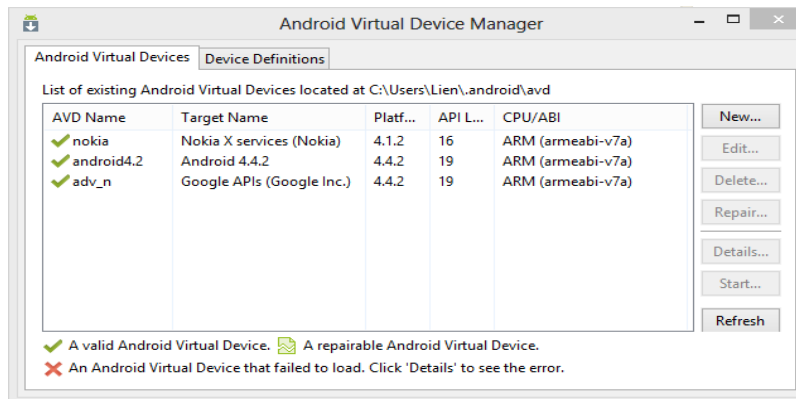 Android Virtual Device Manager
Android Virtual Devices Device Definitions
List of existing Android Virtual Devices located at C:\Users\Lien\.android\avd
AVD Name Target Name Platf... API L... CPU/ABI New...
nokia Nokia X services (Nokia) 4.1.2 16 ARM (armeabi-v7a)
Edit...
android4.2 Android 4.4.2 4.4.2 19 ARM (armeabi-v7a)
adv_n Google APIs (Google Inc.) 4.4.2 19 ARM (armeabi-v7a) Delete...
Repair...
Details...
Start...
Refresh
A valid Android Virtual Device. A repairable Android Virtual Device.
An Android Virtual Device that failed to load. Click 'Details' to see the error.